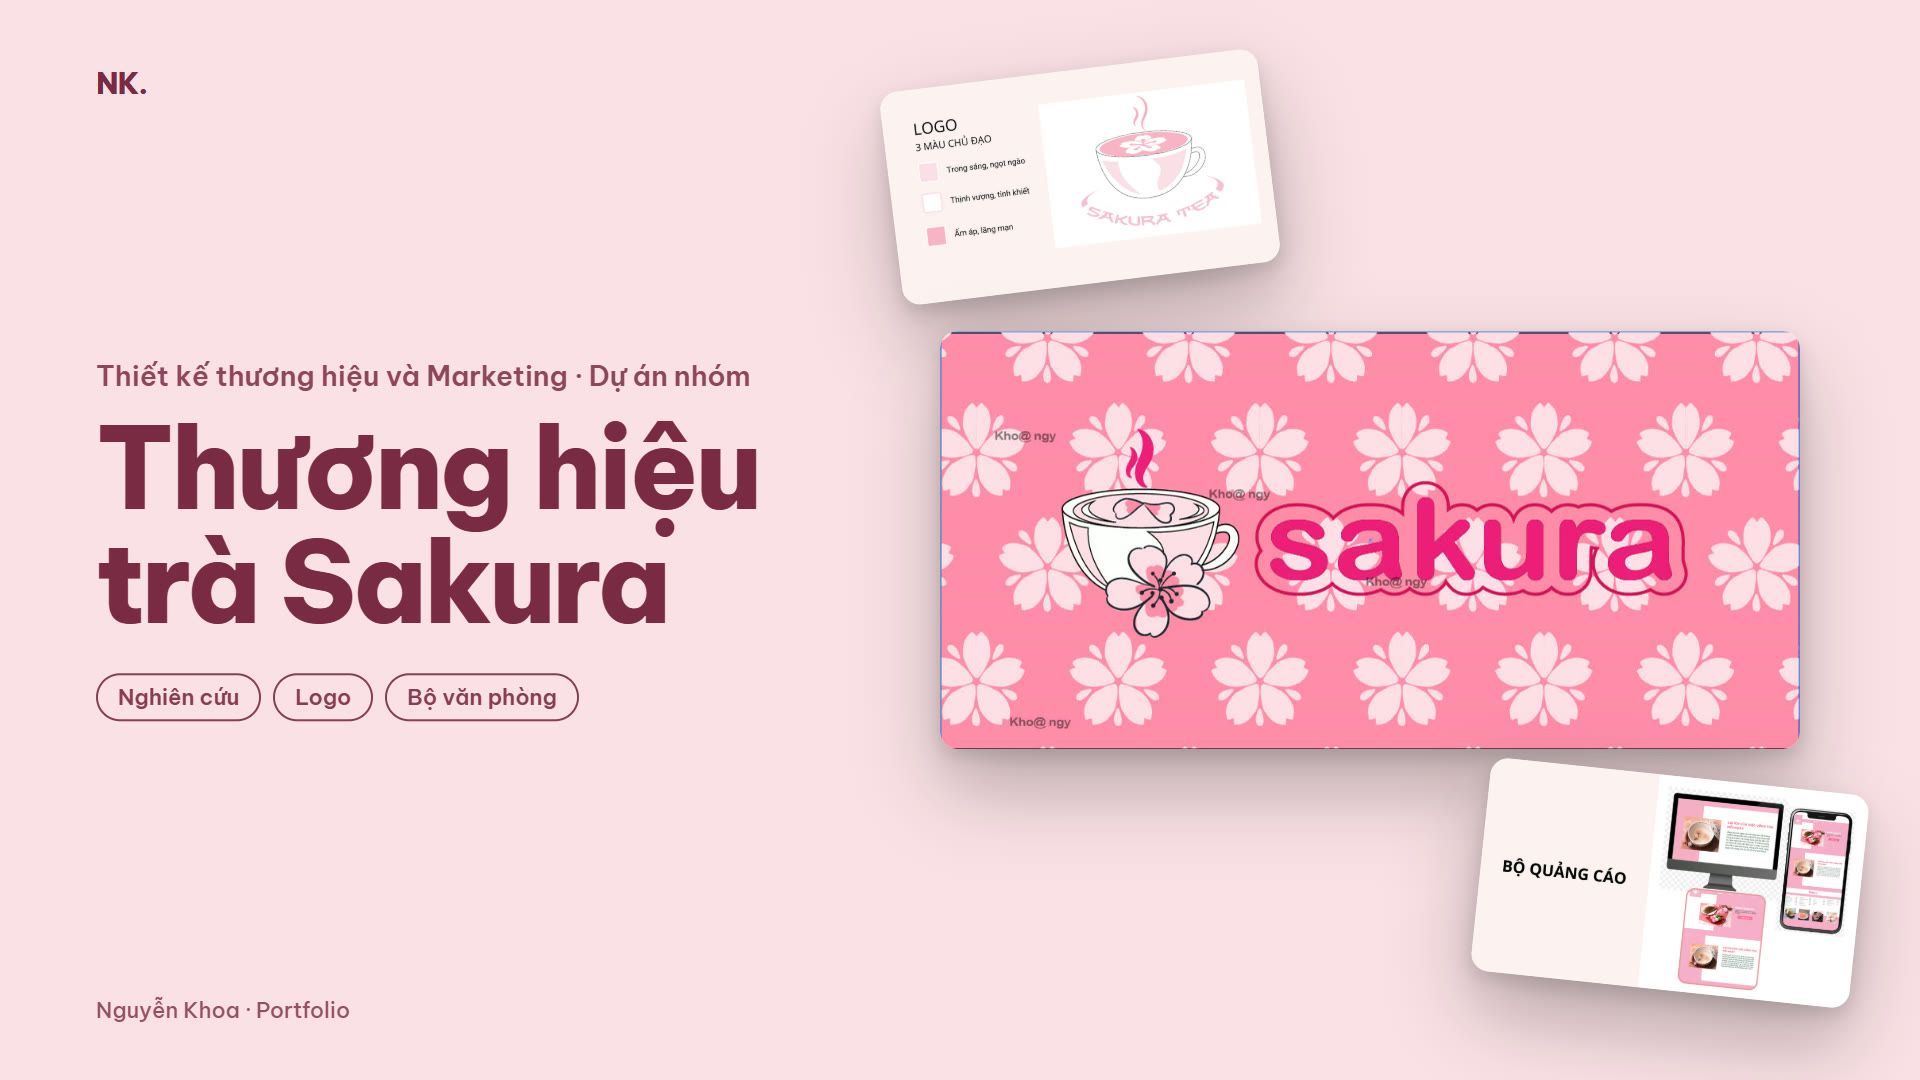 NK.
Thiết kế thương hiệu và Marketing · Dự án nhóm
Thương hiệu
trà Sakura
Nghiên cứu
Logo
Bộ văn phòng
Nguyễn Khoa · Portfolio
LOGO
3 MÀU CHỦ ĐẠO
Trong sáng, ngọt ngào
Thịnh vượng, tinh khiết
Ấm áp, lãng mạn
SAKURA TEA
Kho@ ngy
Kho@ ngy
sakura
Kho@ ngy
Kho@ ngy
BỘ QUẢNG CÁO